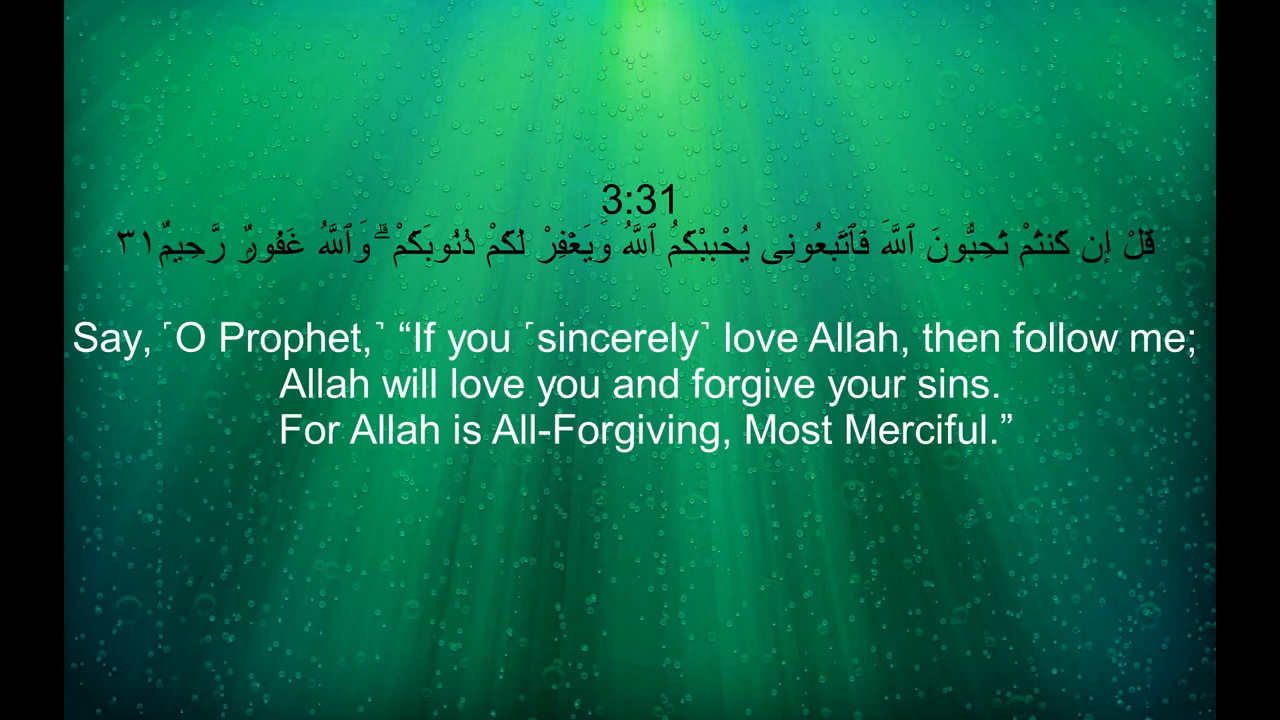 3:31
قُلْ إِن كُنتُمْ تُحِبُّونَ ٱللَّهَ فَٱتَّبِعُونِى يُحْبِبْكُمُ ٱللَّهُ وَيَغْفِرْ لَكُمْ ذُنُوبَكُمْ ۗ وَٱللَّهُ غَفُورٌ رَّحِيمٌ ٣١
Say, ˹O Prophet,˺ “If you ˹sincerely˺ love Allah, then follow me;
Allah will love you and forgive your sins.
For Allah is All-Forgiving, Most Merciful.”